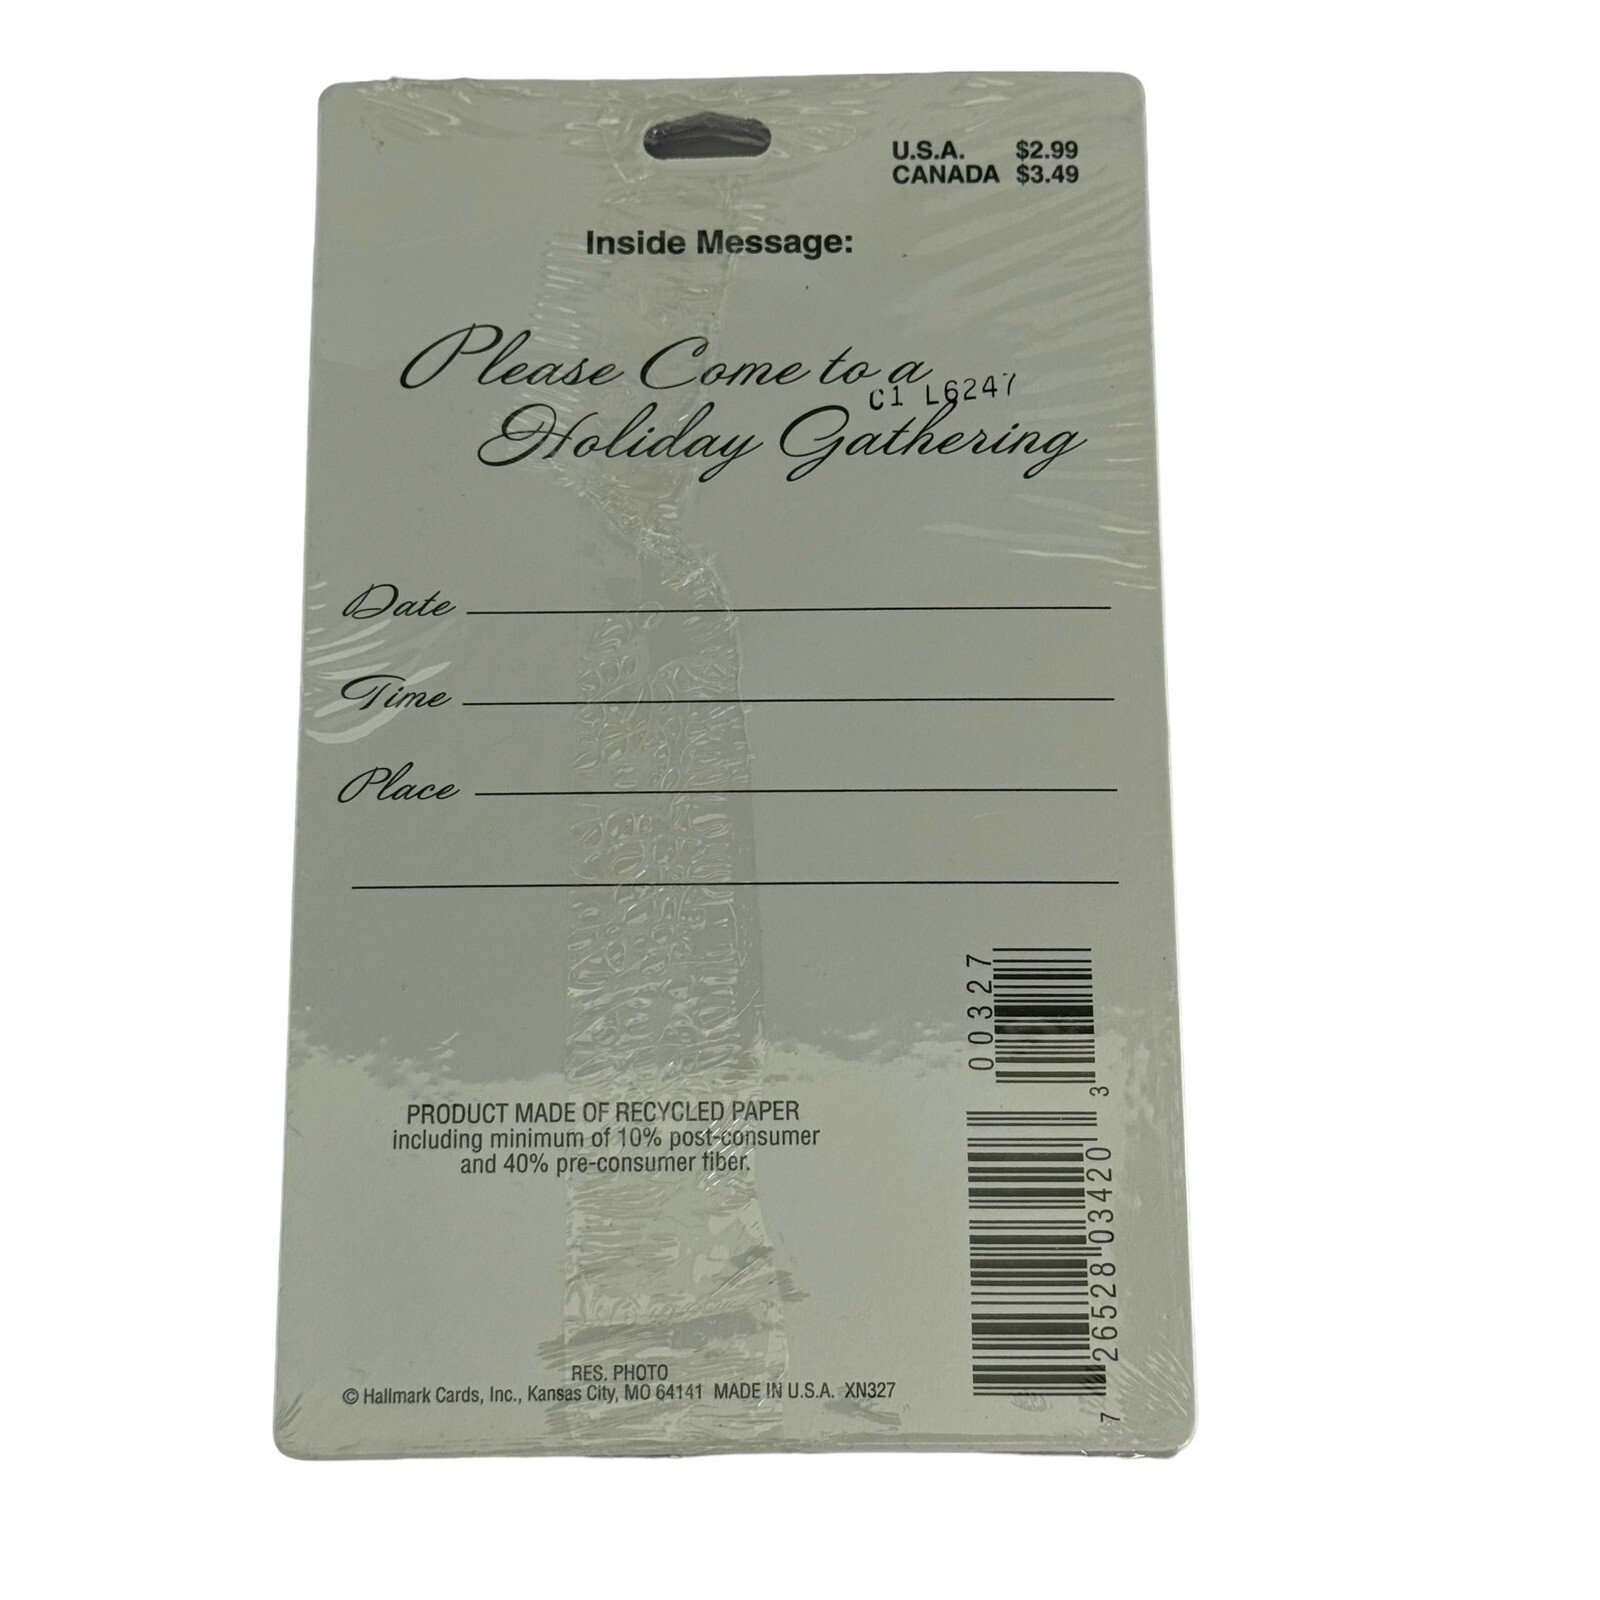 U.S.A. $2.99
CANADA $3.49
Inside Message:
Please Come to a
C1 L6247
Holiday Gathering
Date
Time
Place
00327
3
7 26528 03420
PRODUCT MADE OF RECYCLED PAPER
including minimum of 10% post-consumer
and 40% pre-consumer fiber.
RES. PHOTO
© Hallmark Cards, Inc., Kansas City, MO 64141 MADE IN U.S.A. XN327